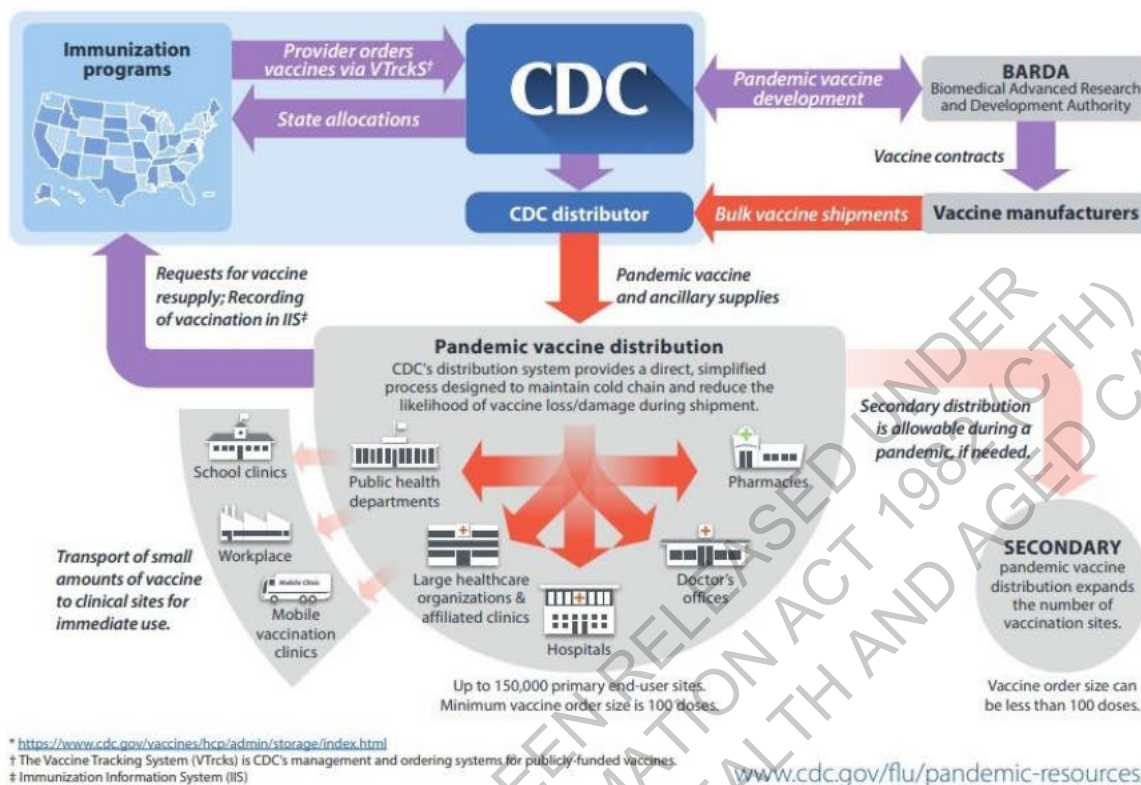 Immunization
programs
Provider orders
vaccines via VTrckS†
State allocations
CDC
Pandemic vaccine
development
BARDA
Biomedical Advanced Research
and Development Authority
Vaccine contracts
CDC distributor
Bulk vaccine shipments
Vaccine manufacturers
Requests for vaccine
resupply; Recording
of vaccination in IIS‡
Pandemic vaccine
and ancillary supplies
Pandemic vaccine distribution
CDC's distribution system provides a direct, simplified
process designed to maintain cold chain and reduce the
likelihood of vaccine loss/damage during shipment.
Secondary distribution
is allowable during a
pandemic, if needed.
School clinics
Public health
departments
Pharmacies
Workplace
Transport of small
amounts of vaccine
to clinical sites for
immediate use.
Mobile Clinic
Mobile
vaccination
clinics
Large healthcare
organizations &
affiliated clinics
Hospitals
Doctor's
offices
SECONDARY
pandemic vaccine
distribution expands
the number of
vaccination sites.
Up to 150,000 primary end-user sites.
Minimum vaccine order size is 100 doses.
Vaccine order size can
be less than 100 doses.
* https://www.cdc.gov/vaccines/hcp/admin/storage/index.html
† The Vaccine Tracking System (VTrcks) is CDC's management and ordering systems for publicly-funded vaccines.
‡ Immunization Information System (IIS)
www.cdc.gov/flu/pandemic-resources
BEEN RELEASED UNDER
ACT 1982 (CTH)
HEALTH AND AGED